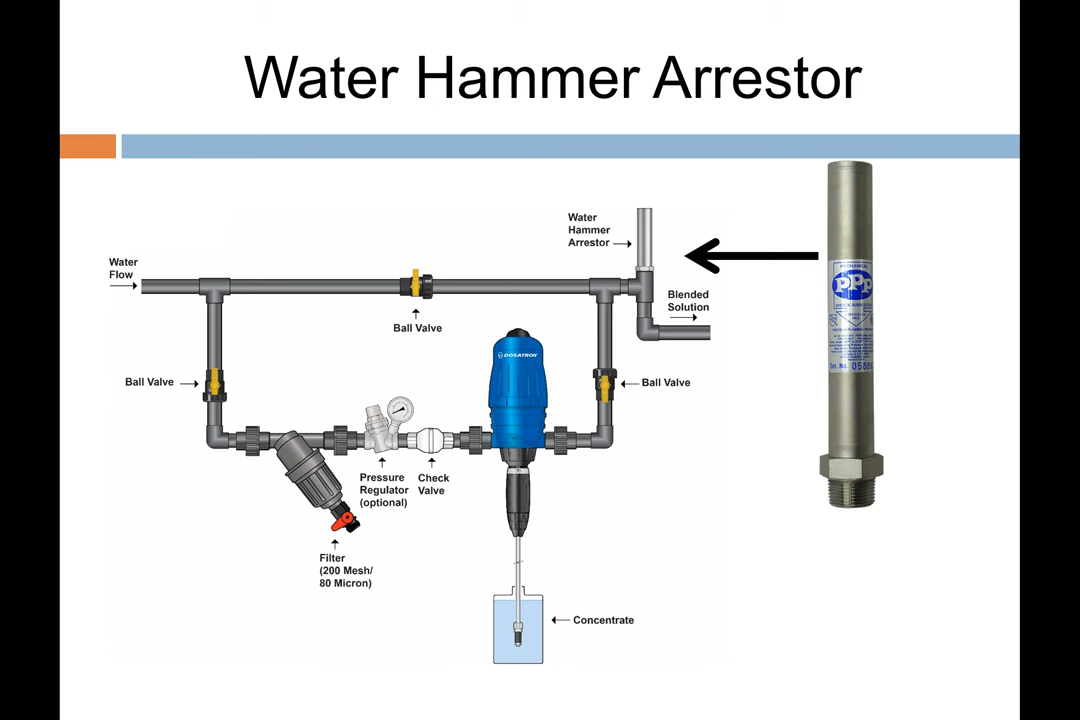 Water Hammer Arrestor
Water
Hammer
Arrestor
Water
Flow
Blended
Solution
Ball Valve
Ball Valve
Ball Valve
DOSATRON
Pressure
Regulator
(optional)
Check
Valve
Filter
(200 Mesh/
80 Micron)
Concentrate
MECHANICAL
PPP